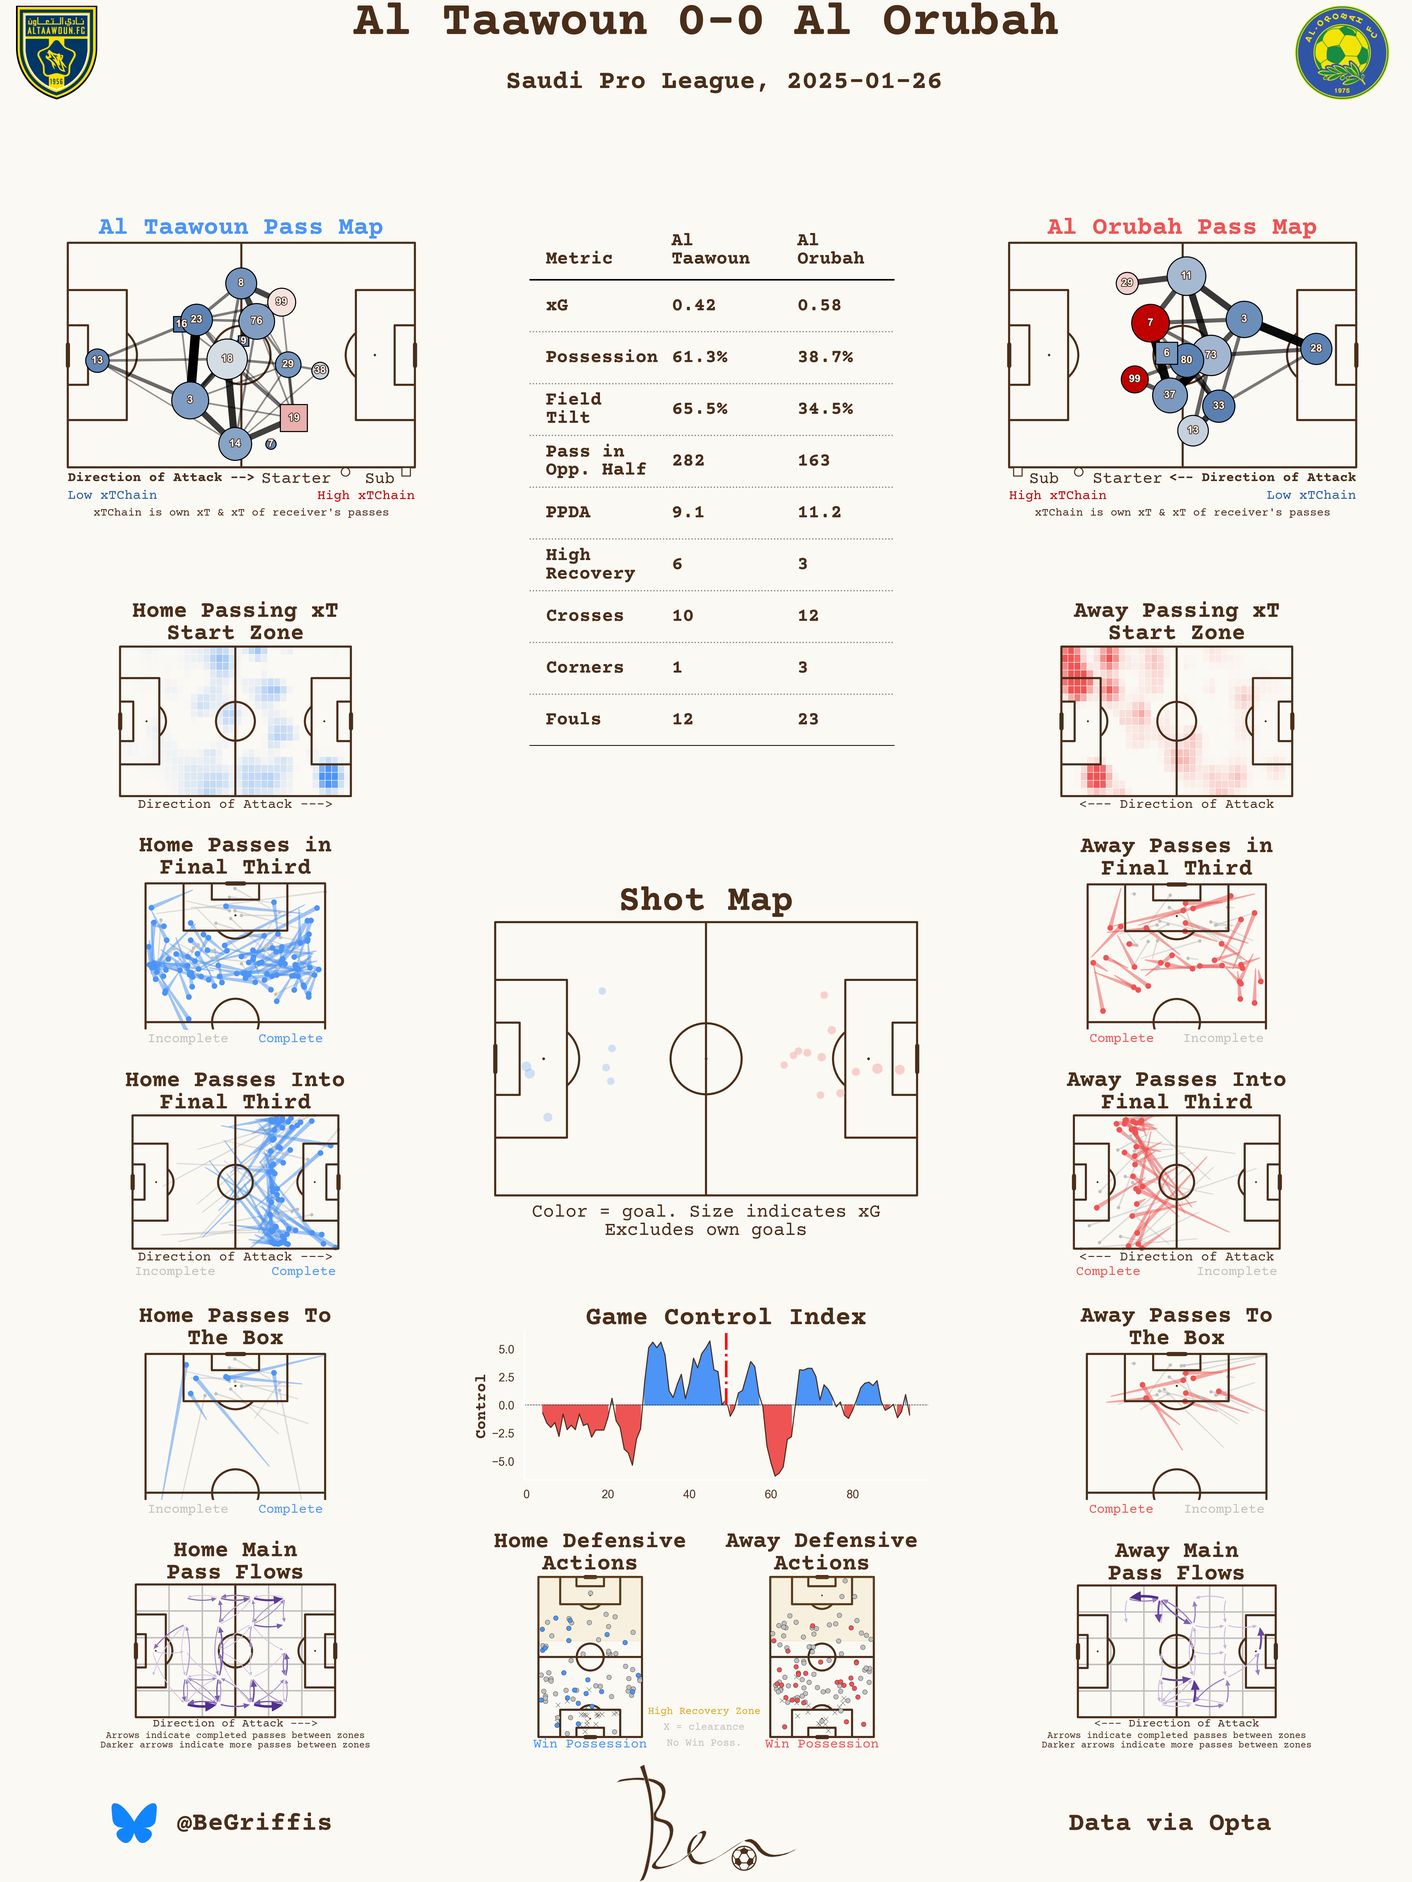 Al Taawoun 0-0 Al Orubah
Saudi Pro League, 2025-01-26
نادي التعاون
ALTAAWOUN.FC
1956
AL-OROBAH FC
1975
Al Taawoun Pass Map
8
99
16
23
76
9
13
18
29
38
3
19
14
7
Direction of Attack --> Starter Sub
Low xTChain High xTChain
xTChain is own xT & xT of receiver's passes
Metric Al Taawoun Al Orubah
xG 0.42 0.58
Possession 61.3% 38.7%
Field Tilt 65.5% 34.5%
Pass in Opp. Half 282 163
PPDA 9.1 11.2
High Recovery 6 3
Crosses 10 12
Corners 1 3
Fouls 12 23
Al Orubah Pass Map
29
11
7
3
6
80
73
28
99
37
33
13
Sub Starter <-- Direction of Attack
High xTChain Low xTChain
xTChain is own xT & xT of receiver's passes
Home Passing xT
Start Zone
Direction of Attack --->
Away Passing xT
Start Zone
<--- Direction of Attack
Home Passes in
Final Third
Incomplete Complete
Away Passes in
Final Third
Complete Incomplete
Shot Map
Color = goal. Size indicates xG
Excludes own goals
Home Passes Into
Final Third
Direction of Attack --->
Incomplete Complete
Away Passes Into
Final Third
<--- Direction of Attack
Complete Incomplete
Home Passes To
The Box
Incomplete Complete
Game Control Index
Control
5.0
2.5
0.0
−2.5
−5.0
0 20 40 60 80
Away Passes To
The Box
Complete Incomplete
Home Main
Pass Flows
Direction of Attack --->
Arrows indicate completed passes between zones
Darker arrows indicate more passes between zones
Home Defensive
Actions
Win Possession
High Recovery Zone
X = clearance
No Win Poss.
Away Defensive
Actions
Win Possession
Away Main
Pass Flows
<--- Direction of Attack
Arrows indicate completed passes between zones
Darker arrows indicate more passes between zones
@BeGriffis
Ben
Data via Opta